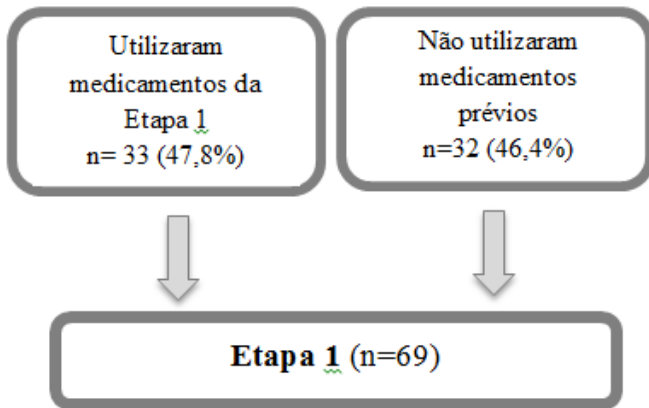 Utilizaram
medicamentos da
Etapa 1
n= 33 (47,8%)
Não utilizaram
medicamentos
prévios
n=32 (46,4%)
Etapa 1 (n=69)